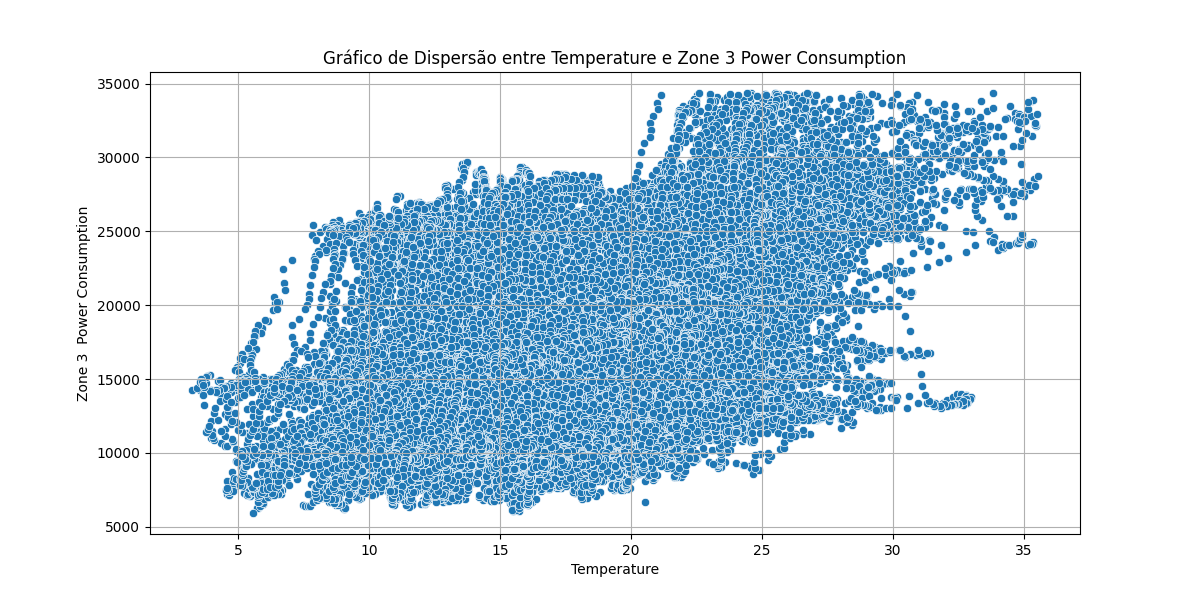 Gráfico de Dispersão entre Temperature e Zone 3 Power Consumption
35000
30000
25000
20000
15000
10000
5000
Zone 3  Power Consumption
5 10 15 20 25 30 35
Temperature